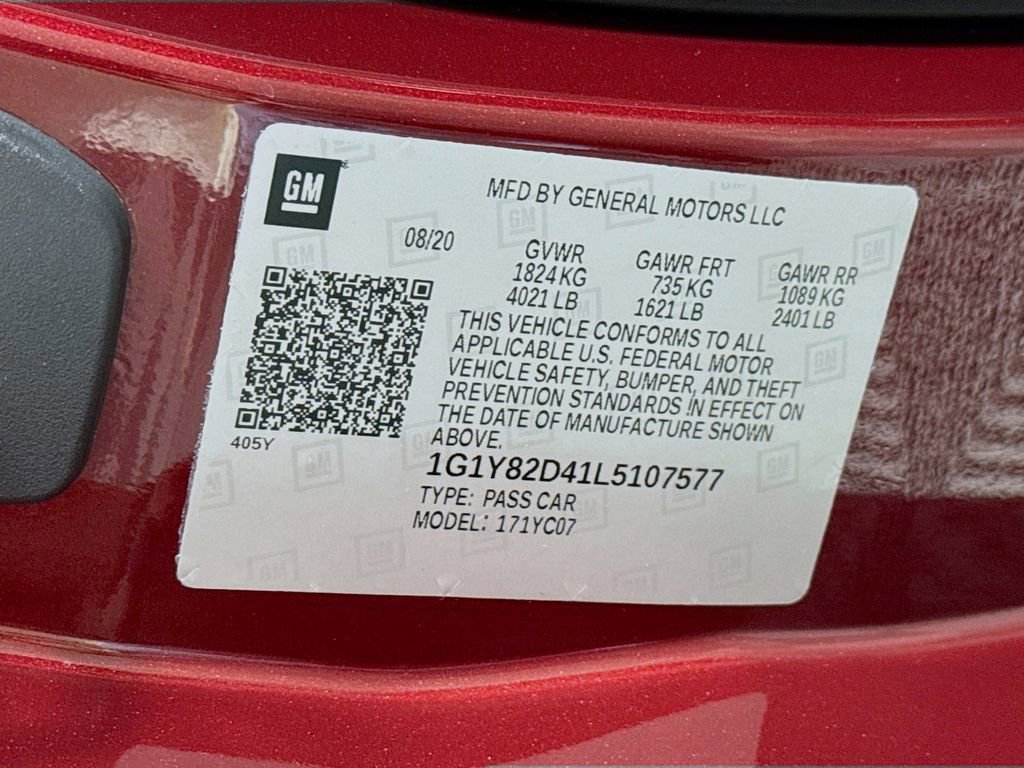 GM
MFD BY GENERAL MOTORS LLC
08/20
GVWR
1824 KG
4021 LB
GAWR FRT
735 KG
1621 LB
GAWR RR
1089 KG
2401 LB
THIS VEHICLE CONFORMS TO ALL
APPLICABLE U.S. FEDERAL MOTOR
VEHICLE SAFETY, BUMPER, AND THEFT
PREVENTION STANDARDS IN EFFECT ON
THE DATE OF MANUFACTURE SHOWN
ABOVE.
405Y
1G1Y82D41L5107577
TYPE: PASS CAR
MODEL: 171YC07